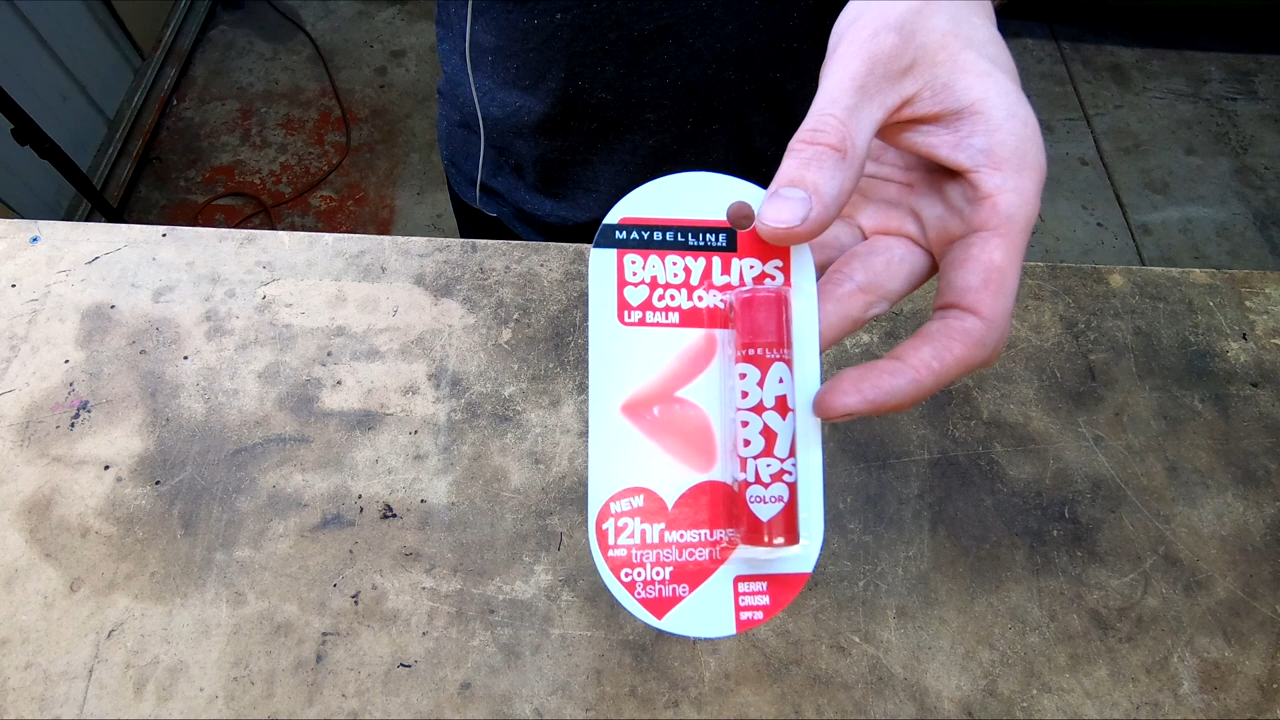 MAYBELLINE
NEW YORK
BABY LIPS
COLOR
LIP BALM
MAYBELLINE
NEW YORK
BA
BY
LIPS
COLOR
NEW
12hr MOISTURE
AND translucent
color
&shine
BERRY
CRUSH
SPF20